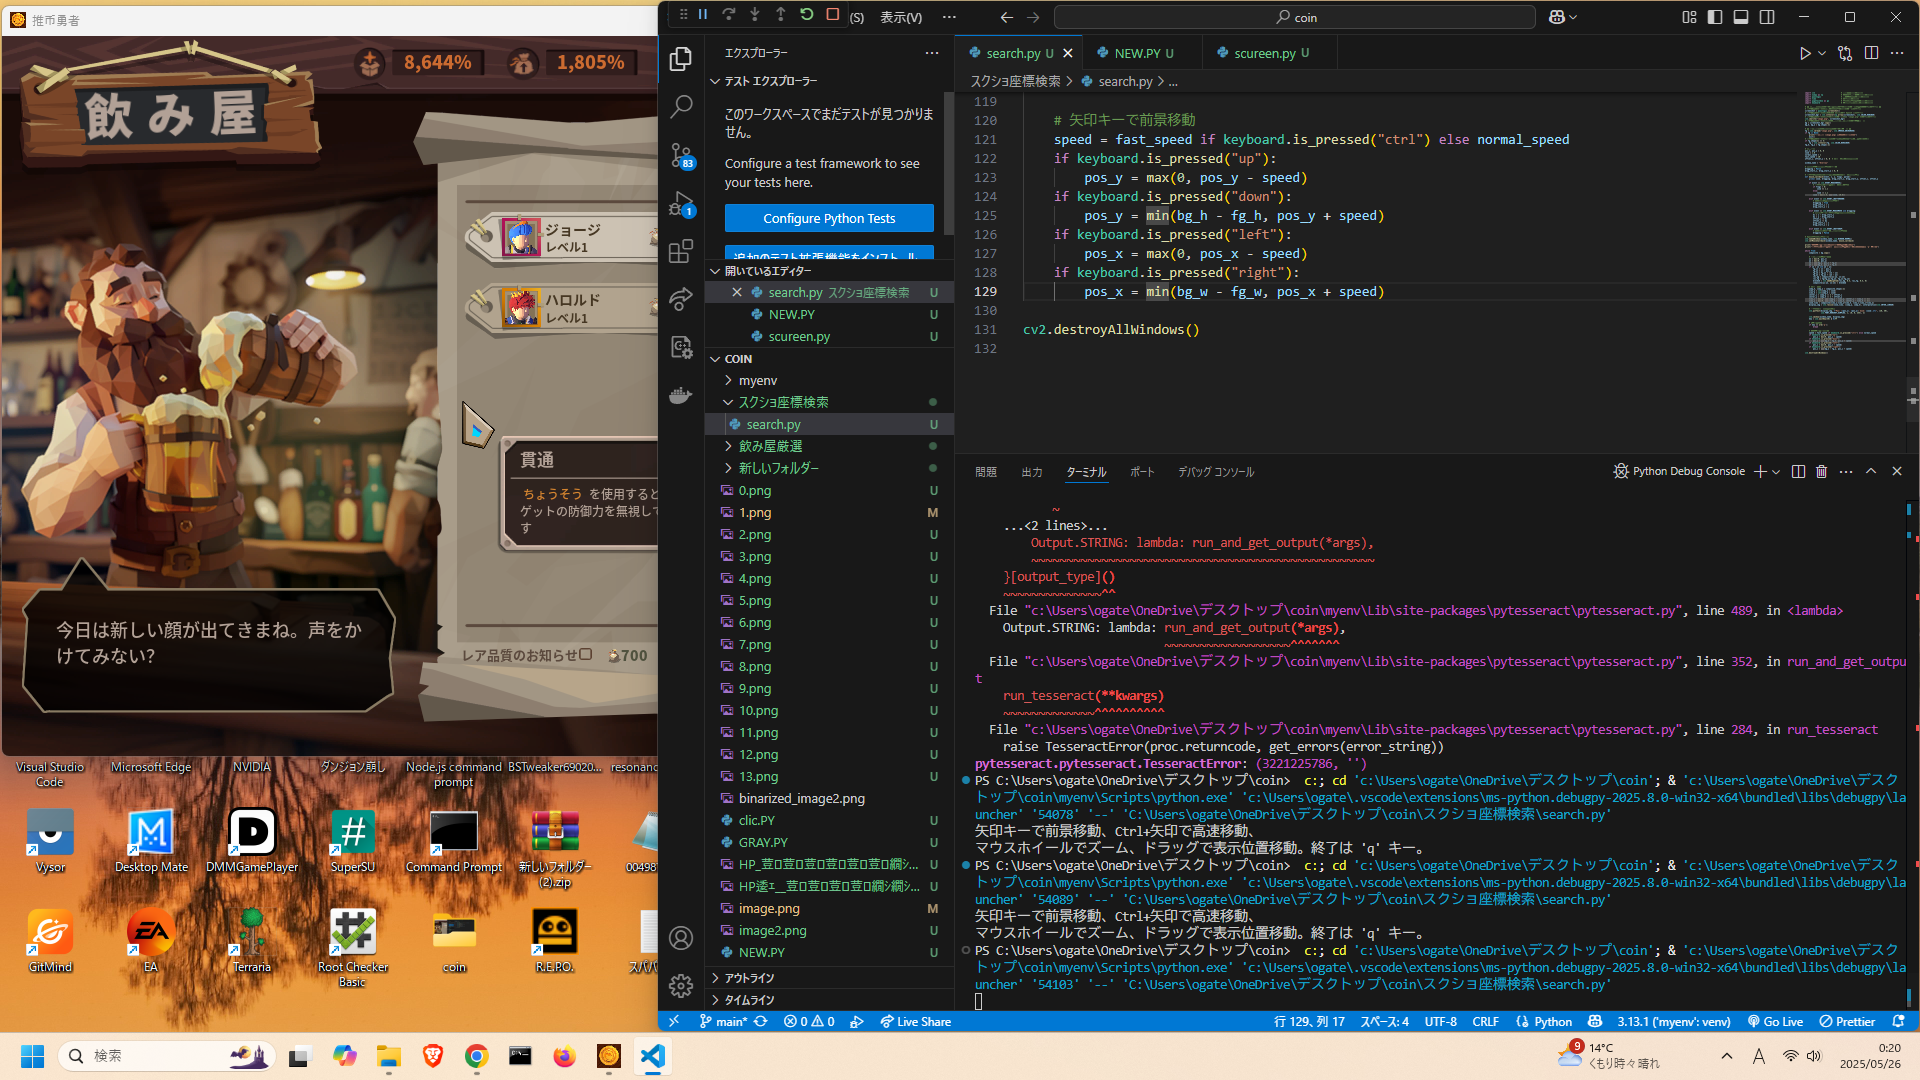 推币勇者
8,644%
1,805%
飲み屋
ジョージ
レベル1
ハロルド
レベル1
貫通
ちょうそう を使用すると
ゲットの防御力を無視して
す
今日は新しい顔が出てきまね。声をか
けてみない?
レア品質のお知らせ
700
Visual Studio Code
Microsoft Edge
NVIDIA
ダンジョン崩し
Node.js command prompt
BSTweaker69020...
resonanc
Vysor
Desktop Mate
DMMGamePlayer
SuperSU
Command Prompt
新しいフォルダー (2).zip
00498
GitMind
EA
Terraria
Root Checker Basic
coin
R.E.P.O.
スパバ
(S)
表示(V)
coin
エクスプローラー
テスト エクスプローラー
このワークスペースでまだテストが見つかりま
せん。
Configure a test framework to see
your tests here.
Configure Python Tests
追加のテスト拡張機能をインストール
83
1
開いているエディター
search.py スクショ座標検索 U
NEW.PY U
scureen.py U
COIN
myenv
スクショ座標検索
search.py U
飲み屋厳選
新しいフォルダー
0.png U
1.png M
2.png U
3.png U
4.png U
5.png U
6.png U
7.png U
8.png U
9.png U
10.png U
11.png U
12.png U
13.png U
binarized_image2.png
clic.PY U
GRAY.PY U
image.png M
image2.png U
NEW.PY U
アウトライン
タイムライン
search.py U
NEW.PY U
scureen.py U
スクショ座標検索 > search.py > ...
119
120 # 矢印キーで前景移動
121 speed = fast_speed if keyboard.is_pressed("ctrl") else normal_speed
122 if keyboard.is_pressed("up"):
123 pos_y = max(0, pos_y - speed)
124 if keyboard.is_pressed("down"):
125 pos_y = min(bg_h - fg_h, pos_y + speed)
126 if keyboard.is_pressed("left"):
127 pos_x = max(0, pos_x - speed)
128 if keyboard.is_pressed("right"):
129 pos_x = min(bg_w - fg_w, pos_x + speed)
130
131 cv2.destroyAllWindows()
132
問題
出力
ターミナル
ポート
デバッグ コンソール
Python Debug Console
~
...<2 lines>...
Output.STRING: lambda: run_and_get_output(*args),
~~~~~~~~~~~~~~~~~~~~~~~~~~~~~~~~~~~~~~~~~~~~~~~~~
}[output_type]()
~~~~~~~~~~~~~~^^
File "c:\Users\ogate\OneDrive\デスクトップ\coin\myenv\Lib\site-packages\pytesseract\pytesseract.py", line 489, in <lambda>
Output.STRING: lambda: run_and_get_output(*args),
~~~~~~~~~~~~~~~~~~^^^^^^^
File "c:\Users\ogate\OneDrive\デスクトップ\coin\myenv\Lib\site-packages\pytesseract\pytesseract.py", line 352, in run_and_get_outpu
t
run_tesseract(**kwargs)
~~~~~~~~~~~~~^^^^^^^^^^
File "c:\Users\ogate\OneDrive\デスクトップ\coin\myenv\Lib\site-packages\pytesseract\pytesseract.py", line 284, in run_tesseract
raise TesseractError(proc.returncode, get_errors(error_string))
pytesseract.pytesseract.TesseractError: (3221225786, '')
PS C:\Users\ogate\OneDrive\デスクトップ\coin> c:; cd 'c:\Users\ogate\OneDrive\デスクトップ\coin'; & 'c:\Users\ogate\OneDrive\デスク
トップ\coin\myenv\Scripts\python.exe' 'c:\Users\ogate\.vscode\extensions\ms-python.debugpy-2025.8.0-win32-x64\bundled\libs\debugpy\la
uncher' '54078' '--' 'C:\Users\ogate\OneDrive\デスクトップ\coin\スクショ座標検索\search.py'
矢印キーで前景移動、Ctrl+矢印で高速移動、
マウスホイールでズーム、ドラッグで表示位置移動。終了は 'q' キー。
PS C:\Users\ogate\OneDrive\デスクトップ\coin> c:; cd 'c:\Users\ogate\OneDrive\デスクトップ\coin'; & 'c:\Users\ogate\OneDrive\デスク
トップ\coin\myenv\Scripts\python.exe' 'c:\Users\ogate\.vscode\extensions\ms-python.debugpy-2025.8.0-win32-x64\bundled\libs\debugpy\la
uncher' '54089' '--' 'C:\Users\ogate\OneDrive\デスクトップ\coin\スクショ座標検索\search.py'
矢印キーで前景移動、Ctrl+矢印で高速移動、
マウスホイールでズーム、ドラッグで表示位置移動。終了は 'q' キー。
PS C:\Users\ogate\OneDrive\デスクトップ\coin> c:; cd 'c:\Users\ogate\OneDrive\デスクトップ\coin'; & 'c:\Users\ogate\OneDrive\デスク
トップ\coin\myenv\Scripts\python.exe' 'c:\Users\ogate\.vscode\extensions\ms-python.debugpy-2025.8.0-win32-x64\bundled\libs\debugpy\la
uncher' '54103' '--' 'C:\Users\ogate\OneDrive\デスクトップ\coin\スクショ座標検索\search.py'
main*
0 0
Live Share
行 129、列 17
スペース: 4
UTF-8
CRLF
Python
3.13.1 ('myenv': venv)
Go Live
Prettier
検索
9
14°C
くもり時々晴れ
A
0:20
2025/05/26